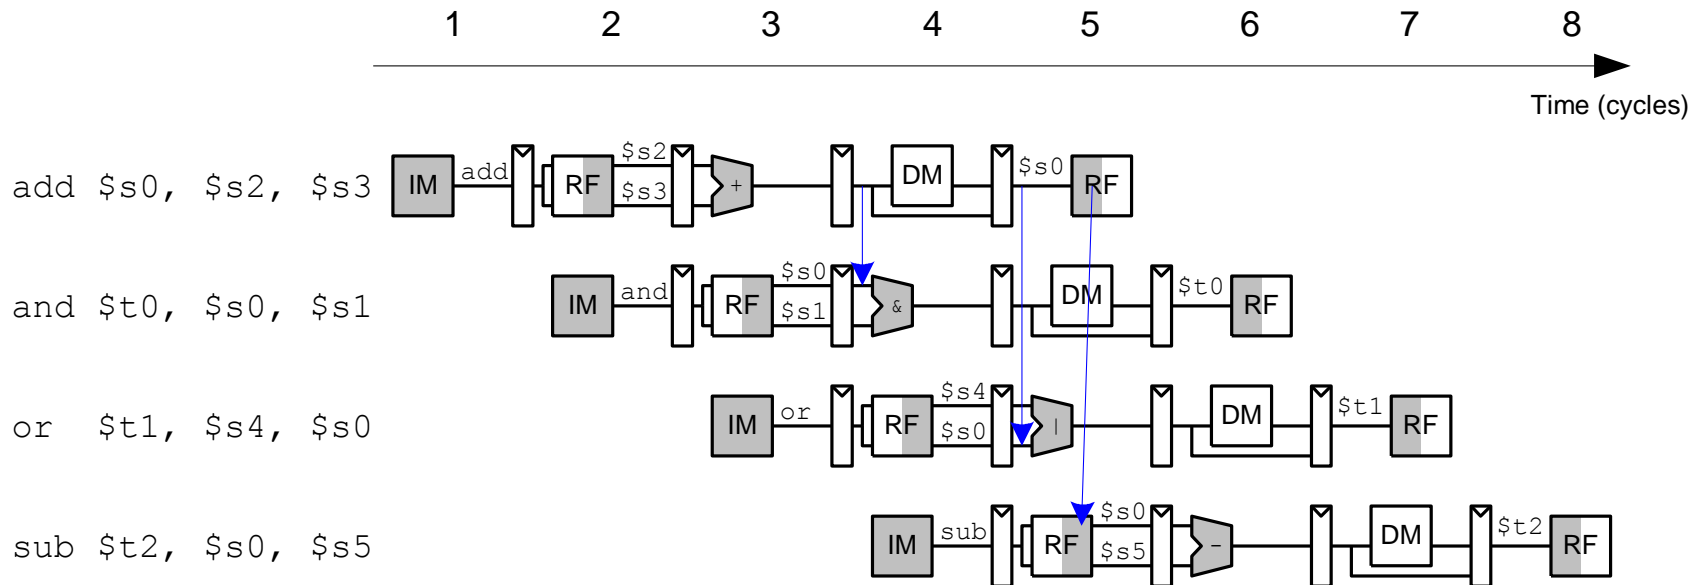 1 2 3 4 5 6 7 8
Time (cycles)
add $s0, $s2, $s3 IM add RF $s2 $s3 + DM $s0 RF
and $t0, $s0, $s1 IM and RF $s0 $s1 & DM $t0 RF
or $t1, $s4, $s0 IM or RF $s4 $s0 | DM $t1 RF
sub $t2, $s0, $s5 IM sub RF $s0 $s5 - DM $t2 RF